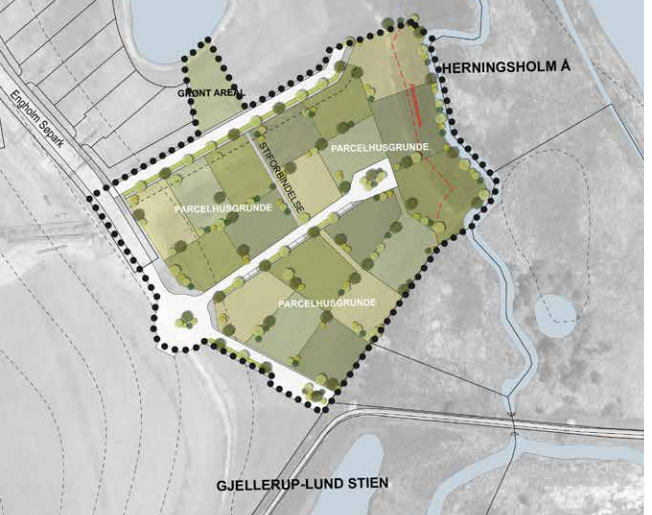 HERNINGSHOLM Å
GRØNT AREAL
Engholm Søpark
STIFORBINDELSE
PARCELHUSGRUNDE
PARCELHUSGRUNDE
PARCELHUSGRUNDE
GJELLERUP-LUND STIEN